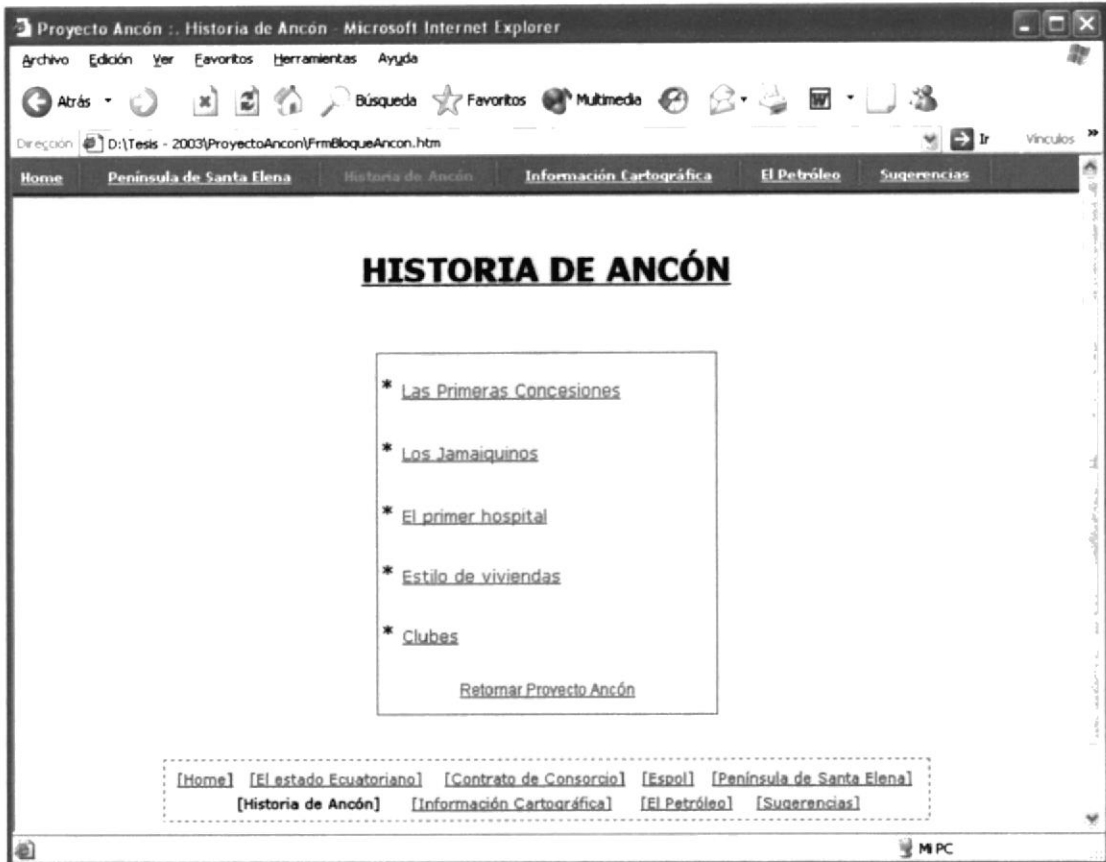 Proyecto Ancón :. Historia de Ancón - Microsoft Internet Explorer
Archivo Edición Ver Favoritos Herramientas Ayuda
Atrás Búsqueda Favoritos Multimedia W
Dirección D:\Tesis - 2003\ProyectoAncon\FrmBloqueAncon.htm Ir Vínculos »
Home Península de Santa Elena Historia de Ancón Información Cartográfica El Petróleo Sugerencias
HISTORIA DE ANCÓN
* Las Primeras Concesiones
* Los Jamaiquinos
* El primer hospital
* Estilo de viviendas
* Clubes
Retornar Proyecto Ancón
[Home] [El estado Ecuatoriano] [Contrato de Consorcio] [Espol] [Península de Santa Elena]
[Historia de Ancón] [Información Cartográfica] [El Petróleo] [Sugerencias]
Mi PC